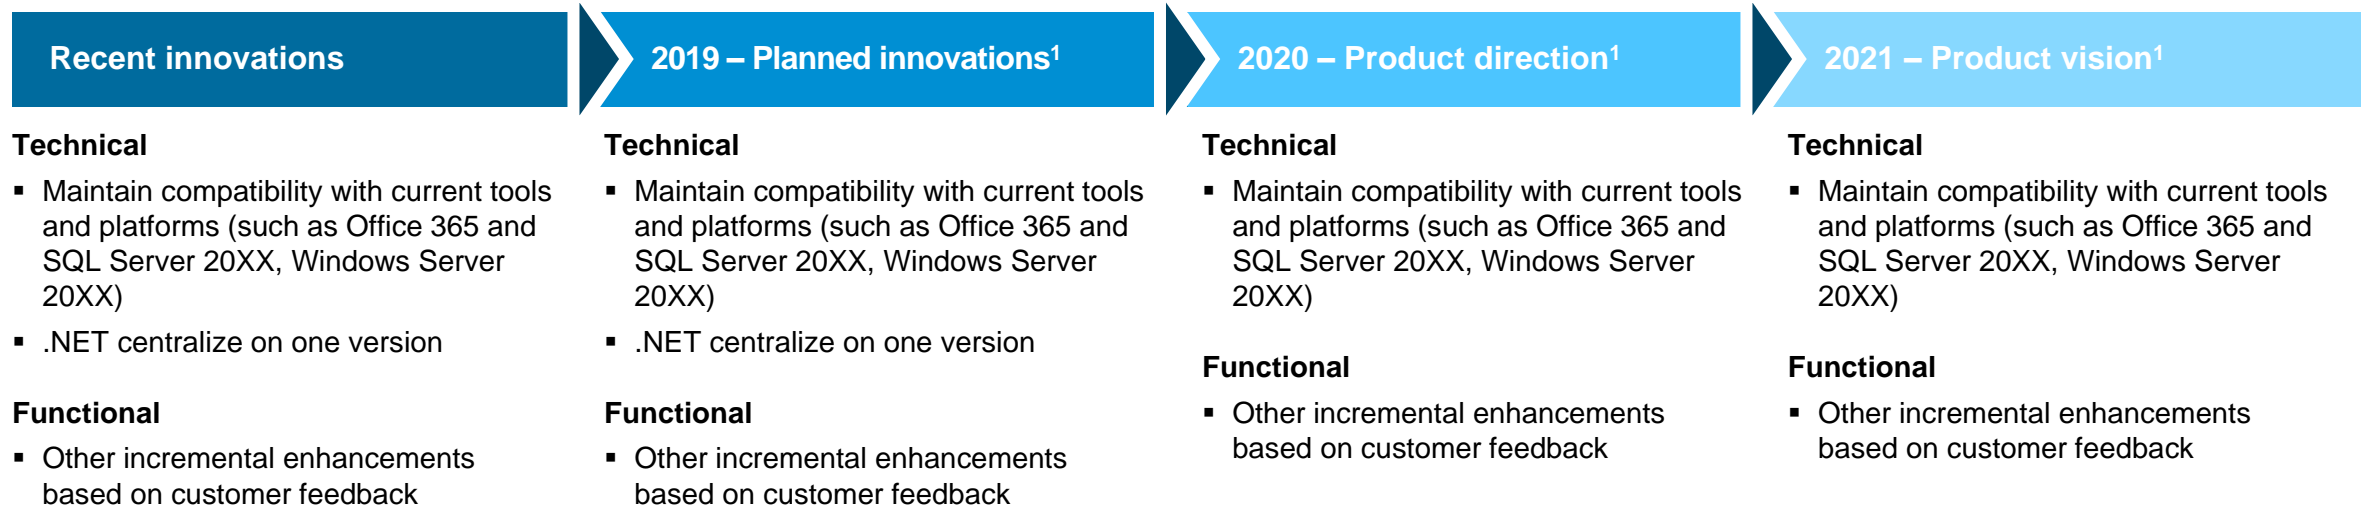 Recent innovations
2019 – Planned innovations¹
2020 – Product direction¹
2021 – Product vision¹
Technical
▪ Maintain compatibility with current tools
and platforms (such as Office 365 and
SQL Server 20XX, Windows Server
20XX)
▪ .NET centralize on one version
Functional
▪ Other incremental enhancements
based on customer feedback
Technical
▪ Maintain compatibility with current tools
and platforms (such as Office 365 and
SQL Server 20XX, Windows Server
20XX)
▪ .NET centralize on one version
Functional
▪ Other incremental enhancements
based on customer feedback
Technical
▪ Maintain compatibility with current tools
and platforms (such as Office 365 and
SQL Server 20XX, Windows Server
20XX)
Functional
▪ Other incremental enhancements
based on customer feedback
Technical
▪ Maintain compatibility with current tools
and platforms (such as Office 365 and
SQL Server 20XX, Windows Server
20XX)
Functional
▪ Other incremental enhancements
based on customer feedback